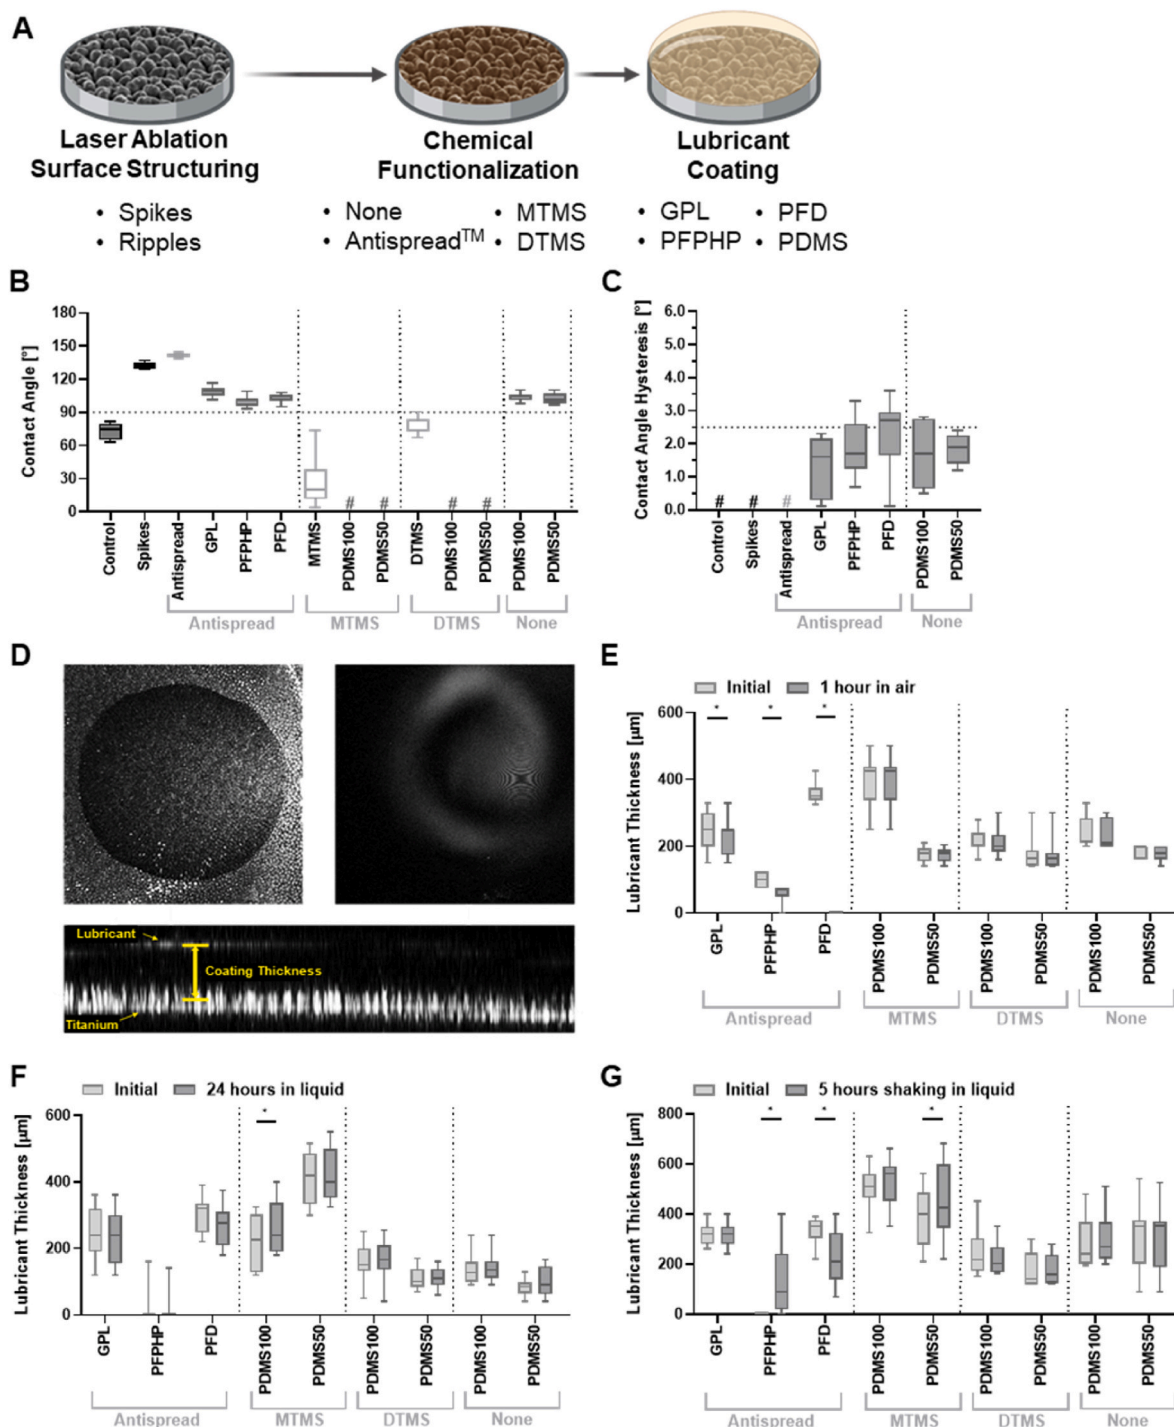 A
Laser Ablation
Surface Structuring
• Spikes
• Ripples
Chemical
Functionalization
• None
• Antispread™
• MTMS
• DTMS
Lubricant
Coating
• GPL
• PFPHP
• PFD
• PDMS
B
Contact Angle [°]
180
150
120
90
60
30
0
# # # #
Control
Spikes
Antispread
GPL
PFPHP
PFD
MTMS
PDMS100
PDMS50
DTMS
PDMS100
PDMS50
PDMS100
PDMS50
Antispread
MTMS
DTMS
None
C
Contact Angle Hysteresis [°]
6.0
5.0
4.0
3.0
2.0
1.0
0.0
# # #
Control
Spikes
Antispread
GPL
PFPHP
PFD
PDMS100
PDMS50
Antispread
None
D
Lubricant
Coating Thickness
Titanium
E
Initial
1 hour in air
Lubricant Thickness [µm]
600
400
200
0
* * *
GPL
PFPHP
PFD
PDMS100
PDMS50
PDMS100
PDMS50
PDMS100
PDMS50
Antispread
MTMS
DTMS
None
F
Initial
24 hours in liquid
Lubricant Thickness [µm]
600
400
200
0
*
GPL
PFPHP
PFD
PDMS100
PDMS50
PDMS100
PDMS50
PDMS100
PDMS50
Antispread
MTMS
DTMS
None
G
Initial
5 hours shaking in liquid
Lubricant Thickness [µm]
800
600
400
200
0
* * *
GPL
PFPHP
PFD
PDMS100
PDMS50
PDMS100
PDMS50
PDMS100
PDMS50
Antispread
MTMS
DTMS
None